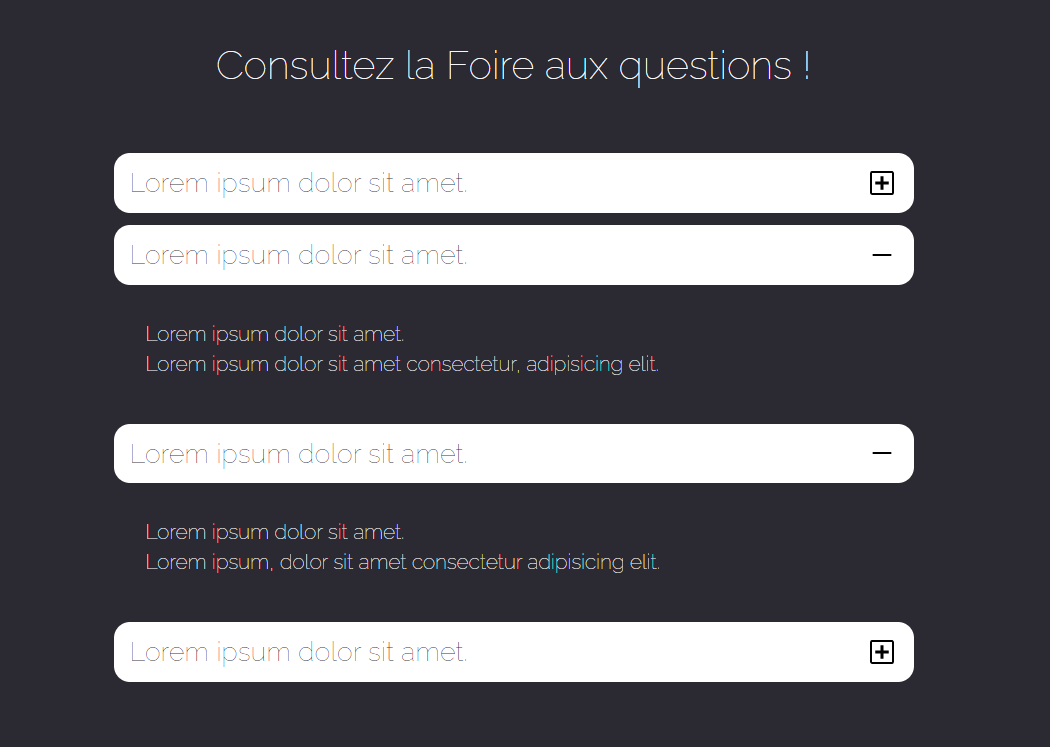 Consultez la Foire aux questions !
Lorem ipsum dolor sit amet.
Lorem ipsum dolor sit amet.
Lorem ipsum dolor sit amet.
Lorem ipsum dolor sit amet consectetur, adipisicing elit.
Lorem ipsum dolor sit amet.
Lorem ipsum dolor sit amet.
Lorem ipsum, dolor sit amet consectetur adipisicing elit.
Lorem ipsum dolor sit amet.